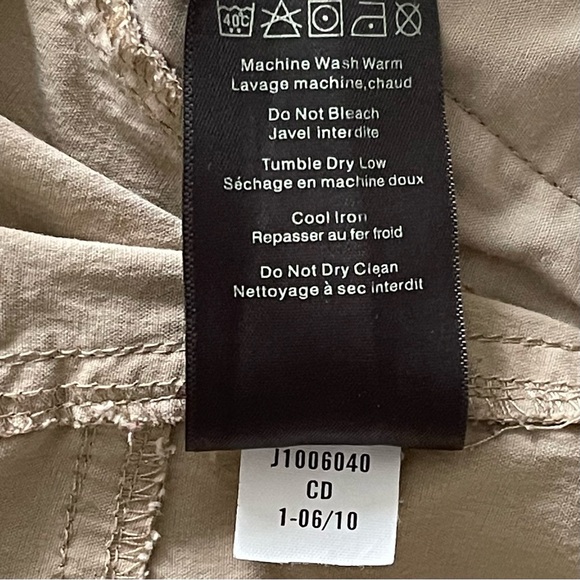 40C
Machine Wash Warm
Lavage machine,chaud
Do Not Bleach
Javel interdite
Tumble Dry Low
Séchage en machine doux
Cool Iron
Repasser au fer froid
Do Not Dry Clean
Nettoyage à sec interdit
J1006040
CD
1-06/10